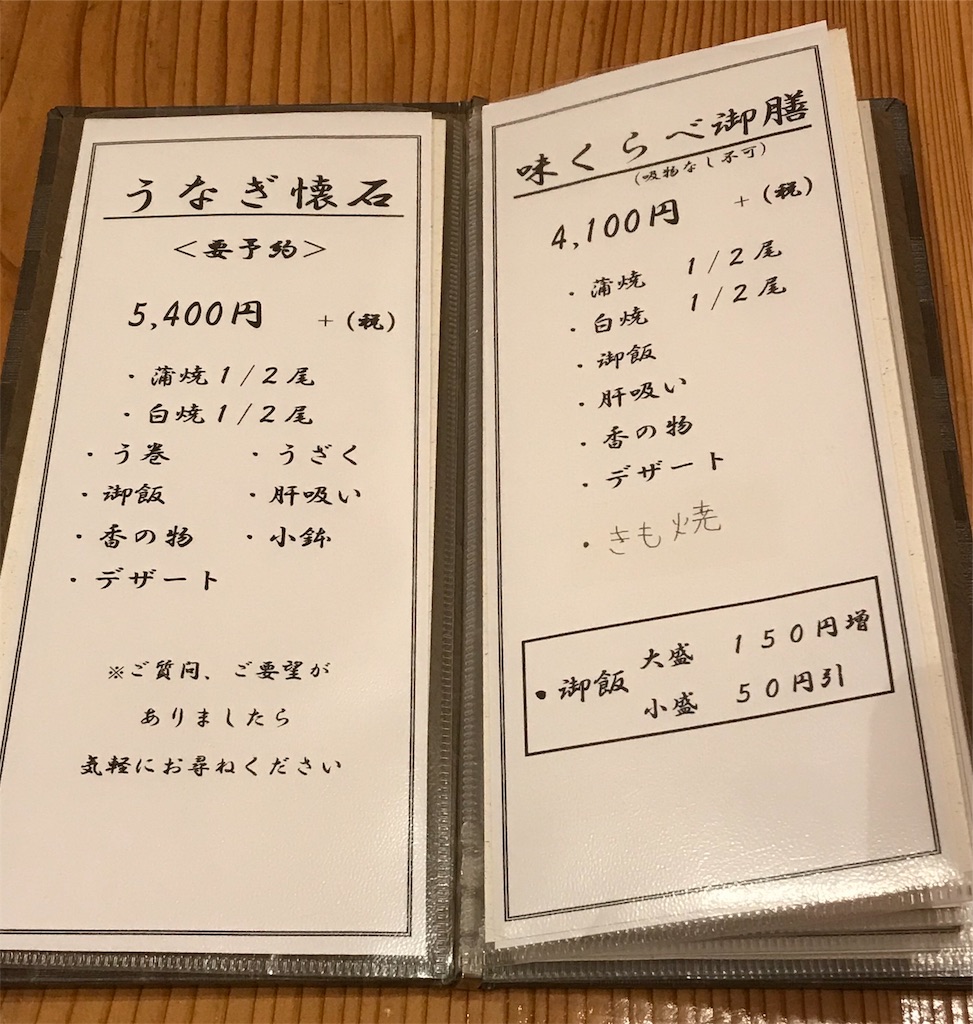 うなぎ懐石
＜要予約＞
5,400円 ＋（税）
・蒲焼１/２尾
・白焼１/２尾
・う巻 ・うざく
・御飯 ・肝吸い
・香の物 ・小鉢
・デザート
※ご質問、ご要望が
ありましたら
気軽にお尋ねください
味くらべ御膳
（吸物なし不可）
4,100円 ＋（税）
・蒲焼 １/２尾
・白焼 １/２尾
・御飯
・肝吸い
・香の物
・デザート
・きも焼
・御飯 大盛 １５０円増
小盛 ５０円引